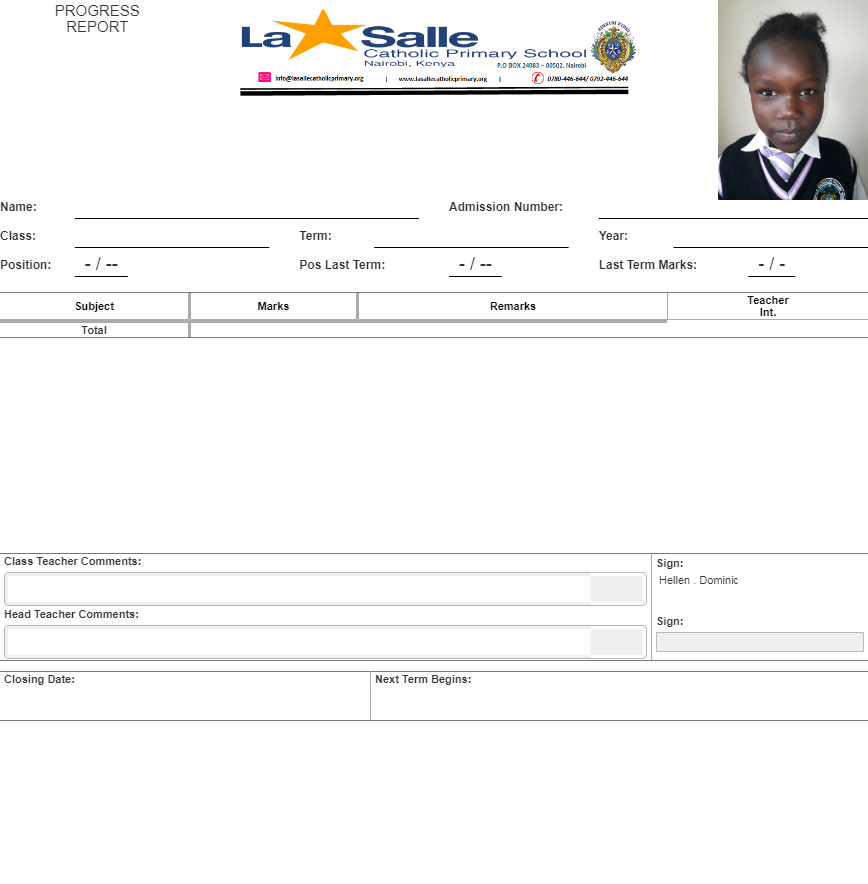 PROGRESS
REPORT
La Salle
Catholic Primary School
Nairobi, Kenya
P.O BOX 24083 – 00502, Nairobi
info@lasallecatholicprimary.org | www.lasallecatholicprimary.org | 0780-446-644/ 0792-446-644
Name: Admission Number:
Class: Term: Year:
Position: - / -- Pos Last Term: - / -- Last Term Marks: - / -
Subject Marks Remarks Teacher Int.
Total
Class Teacher Comments: Sign:
Hellen . Dominic
Head Teacher Comments: Sign:
Closing Date: Next Term Begins: